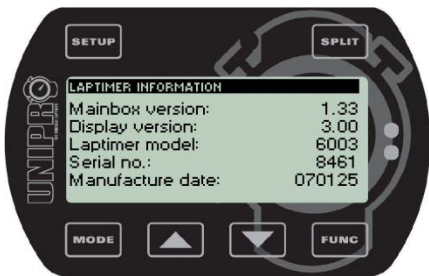 SETUP
SPLIT
LAPTIMER INFORMATION
Mainbox version: 1.33
Display version: 3.00
Laptimer model: 6003
Serial no.: 8461
Manufacture date: 070125
UNIPRO
MODE
FUNC